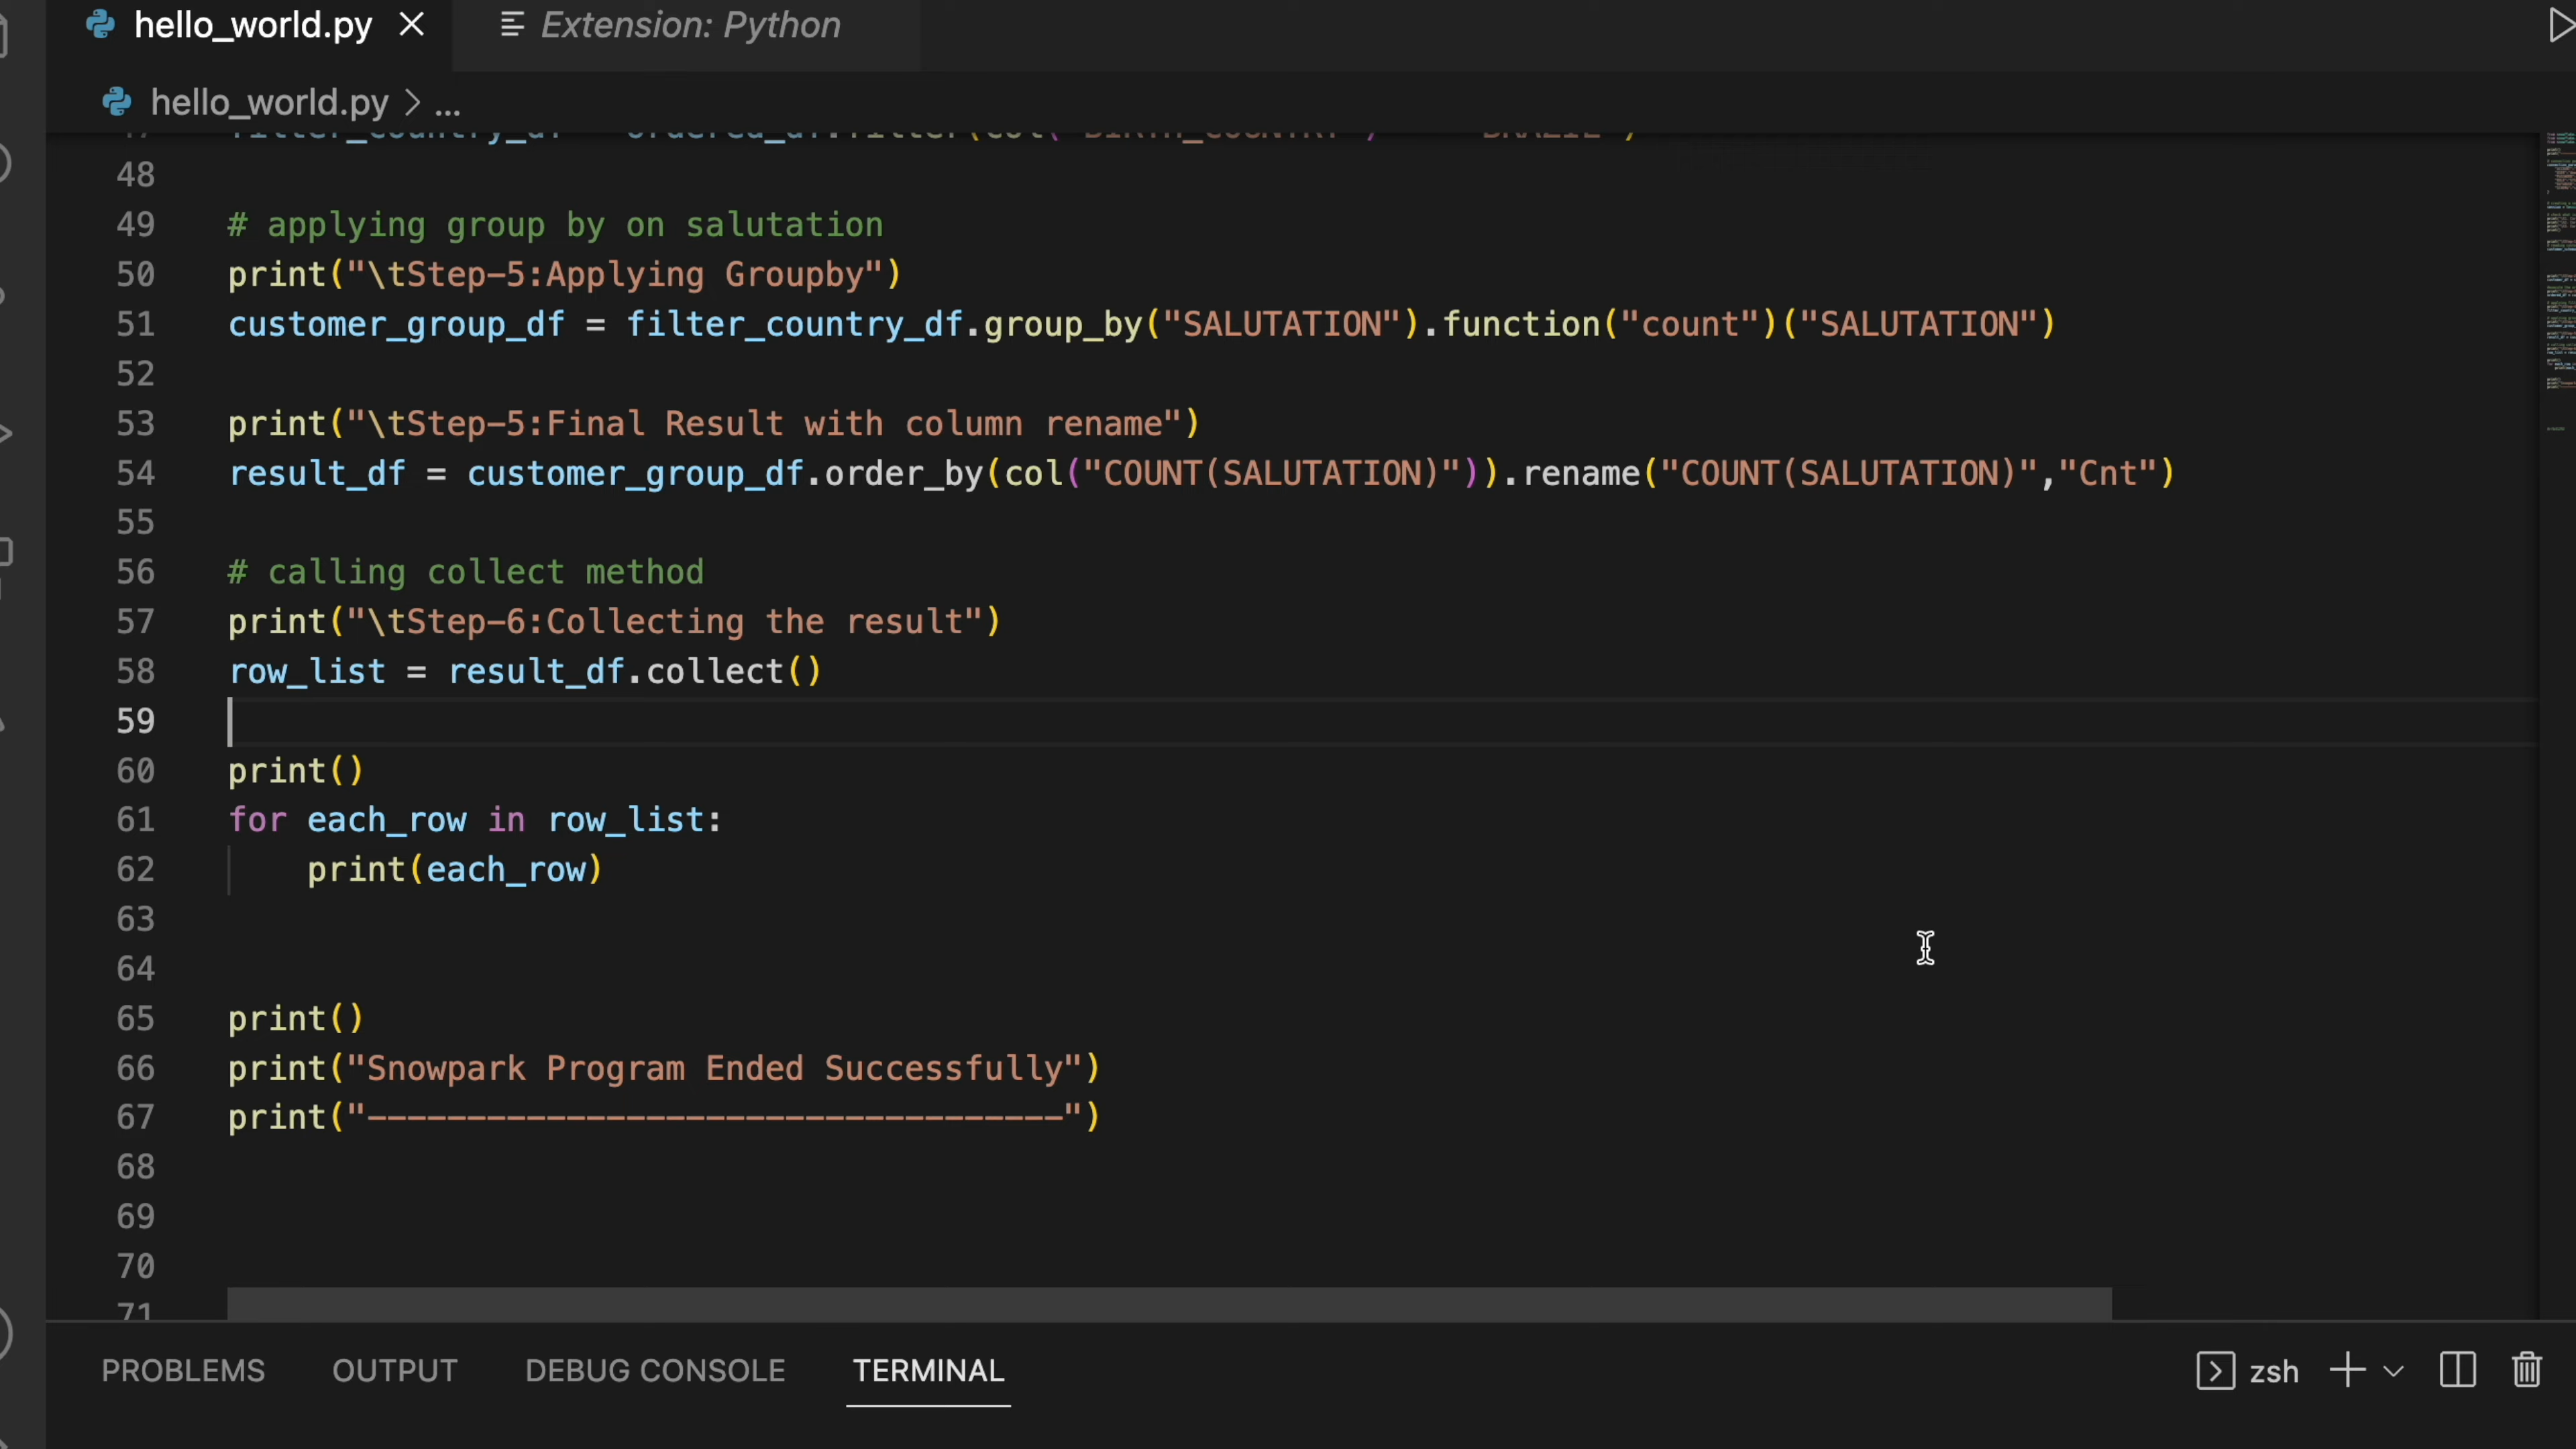 hello_world.py
Extension: Python
hello_world.py > ...
48
49 # applying group by on salutation
50 print("\tStep-5:Applying Groupby")
51 customer_group_df = filter_country_df.group_by("SALUTATION").function("count")("SALUTATION")
52
53 print("\tStep-5:Final Result with column rename")
54 result_df = customer_group_df.order_by(col("COUNT(SALUTATION)")).rename("COUNT(SALUTATION)","Cnt")
55
56 # calling collect method
57 print("\tStep-6:Collecting the result")
58 row_list = result_df.collect()
59
60 print()
61 for each_row in row_list:
62 print(each_row)
63
64
65 print()
66 print("Snowpark Program Ended Successfully")
67 print("-----------------------------------")
68
69
70
71
PROBLEMS OUTPUT DEBUG CONSOLE TERMINAL zsh